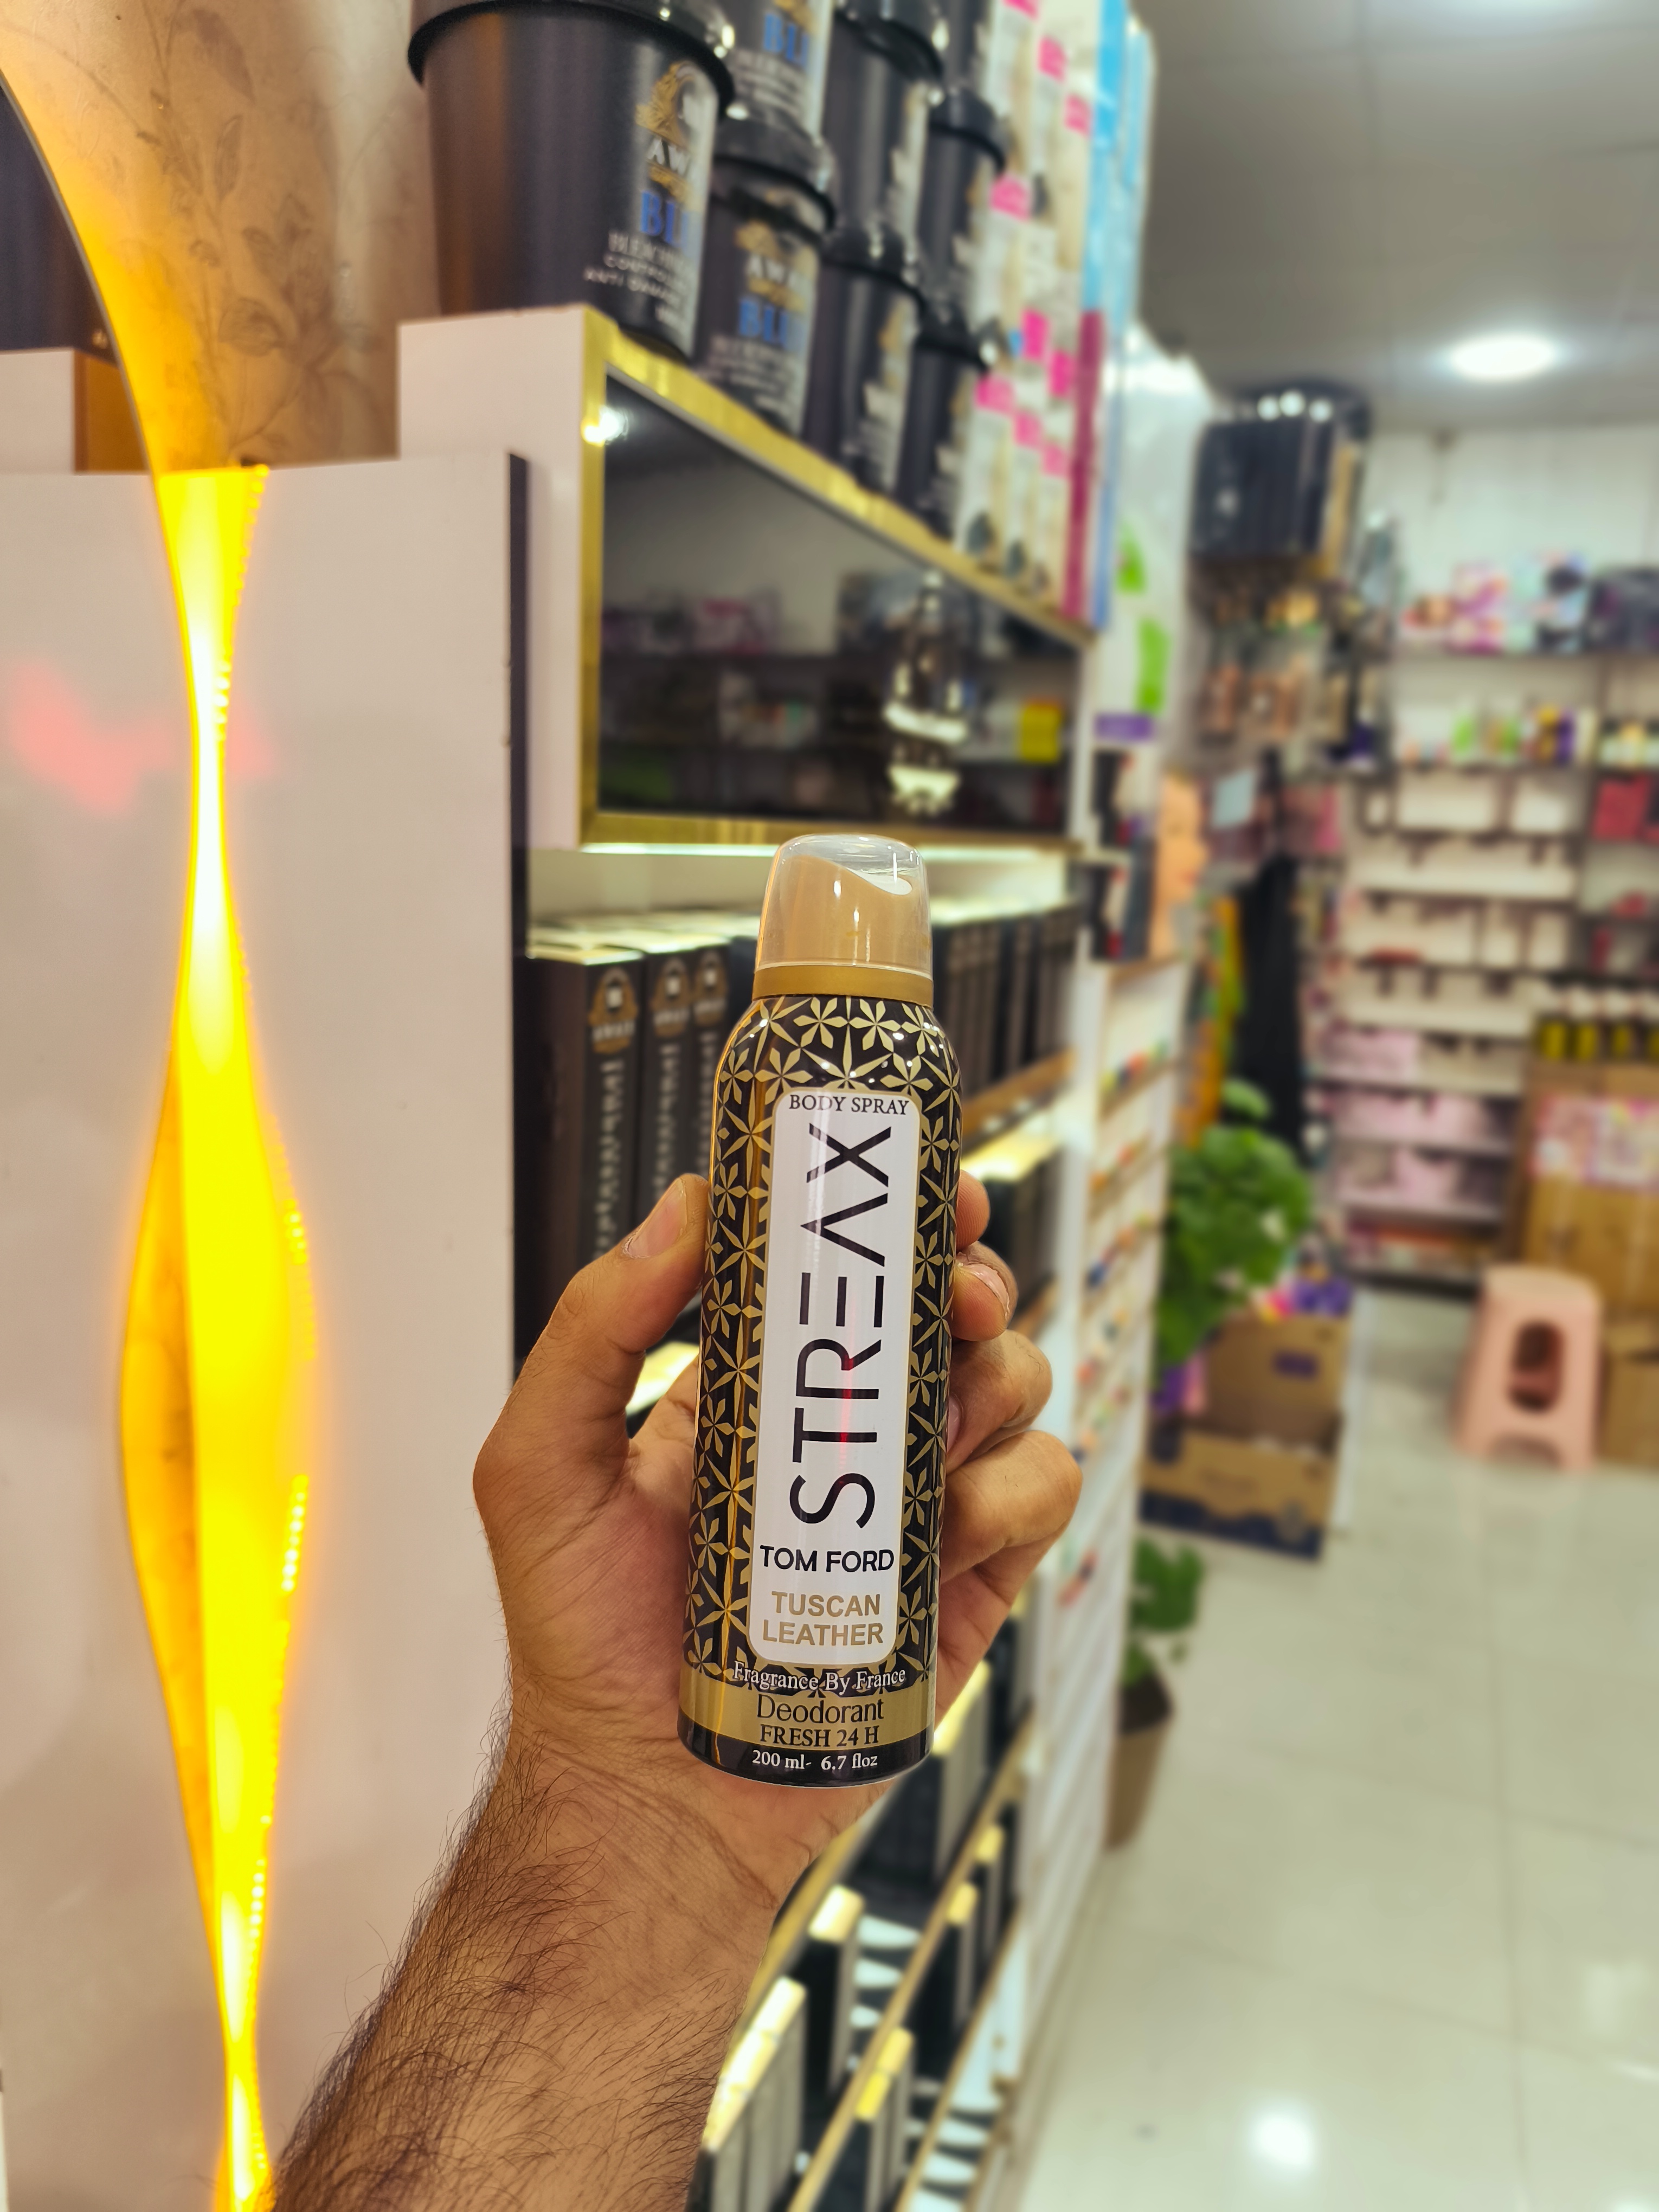 BODY SPRAY
STREAX
TOM FORD
TUSCAN
LEATHER
Fragrance By France
Deodorant
FRESH 24 H
200 ml- 6.7 floz